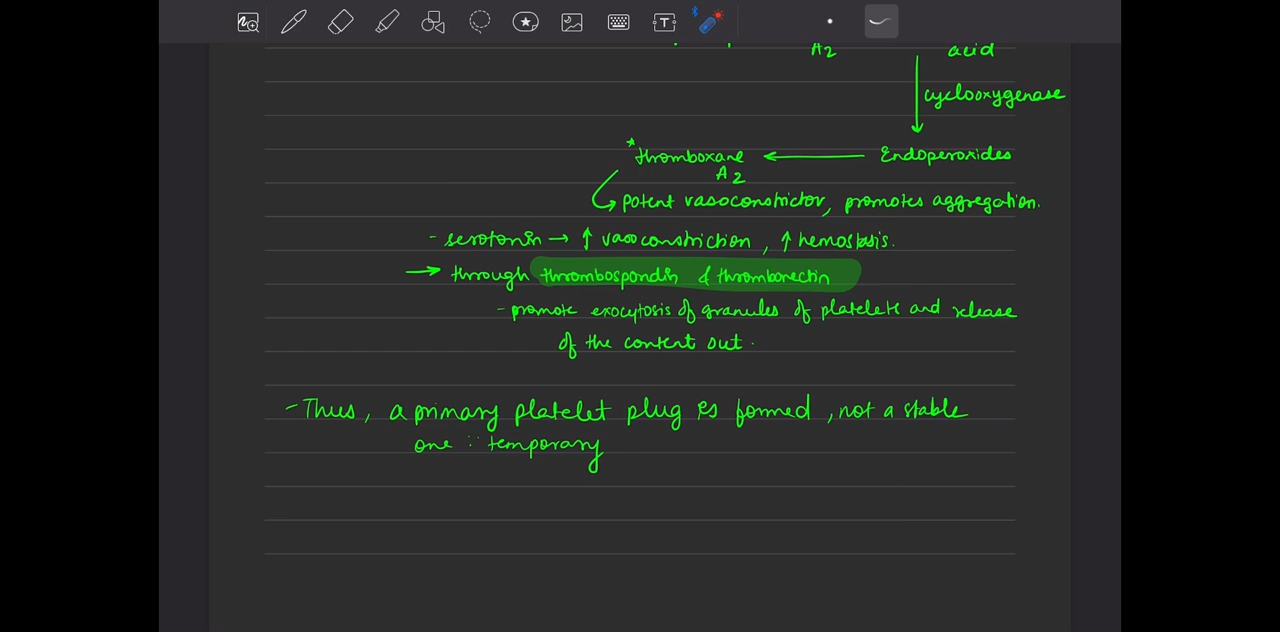 A2 acid
cyclooxygenase
*thromboxane ← Endoperoxides
A2
potent vasoconstrictor, promotes aggregation.
- serotonin → ↑ vasoconstriction, ↑ hemostasis.
→ through thrombospondin & thrombonectin
- promote exocytosis of granules of platelets and release
of the content out.
- Thus, a primary platelet plug is formed, not a stable
one ∵ temporary